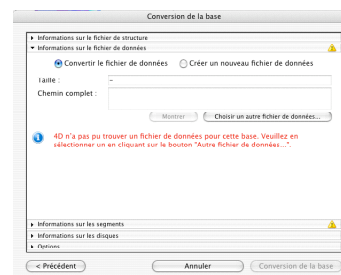 Conversion de la base
Informations sur le fichier de structure
Informations sur le fichier de données
Convertir le fichier de données
Créer un nouveau fichier de données
Taille :
–
Chemin complet :
Montrer
Choisir un autre fichier de données...
4D n'a pas pu trouver un fichier de données pour cette base. Veuillez en
sélectionner un en cliquant sur le bouton "Autre fichier de données...".
Informations sur les segments
Informations sur les disques
Options
< Précédent
Annuler
Conversion de la base